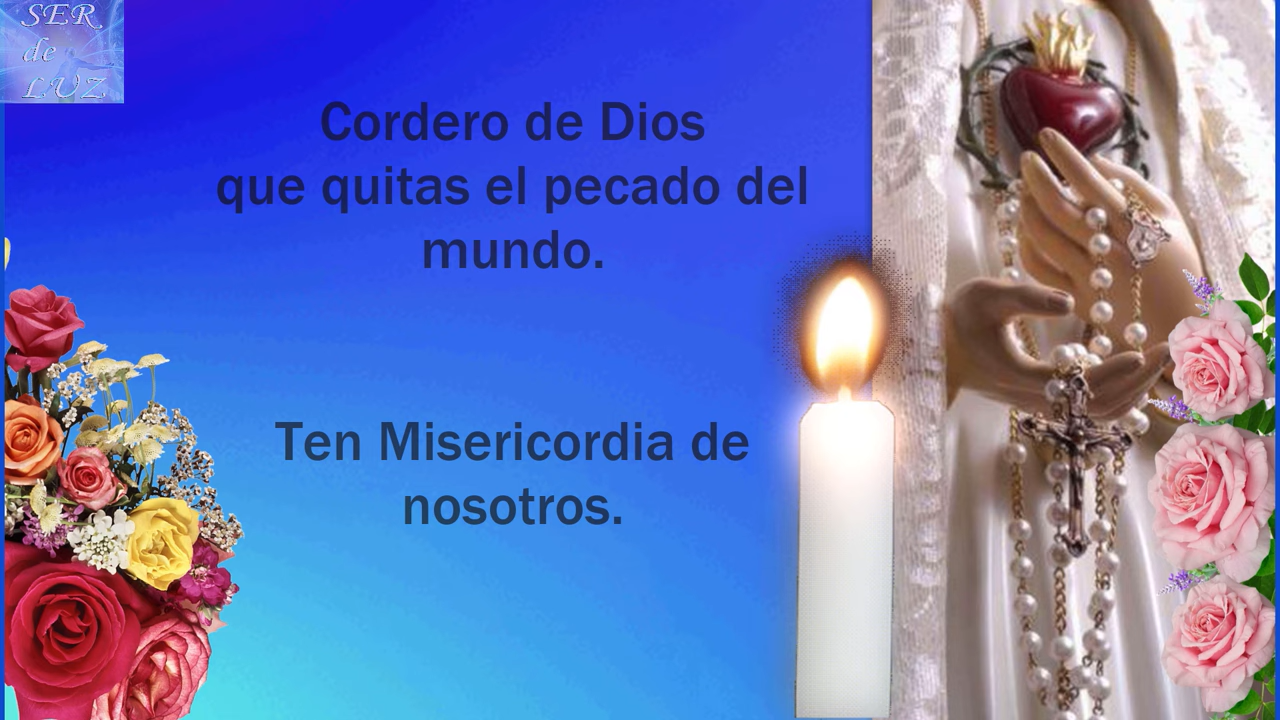 SER
de
LUZ
Cordero de Dios
que quitas el pecado del
mundo.
Ten Misericordia de
nosotros.